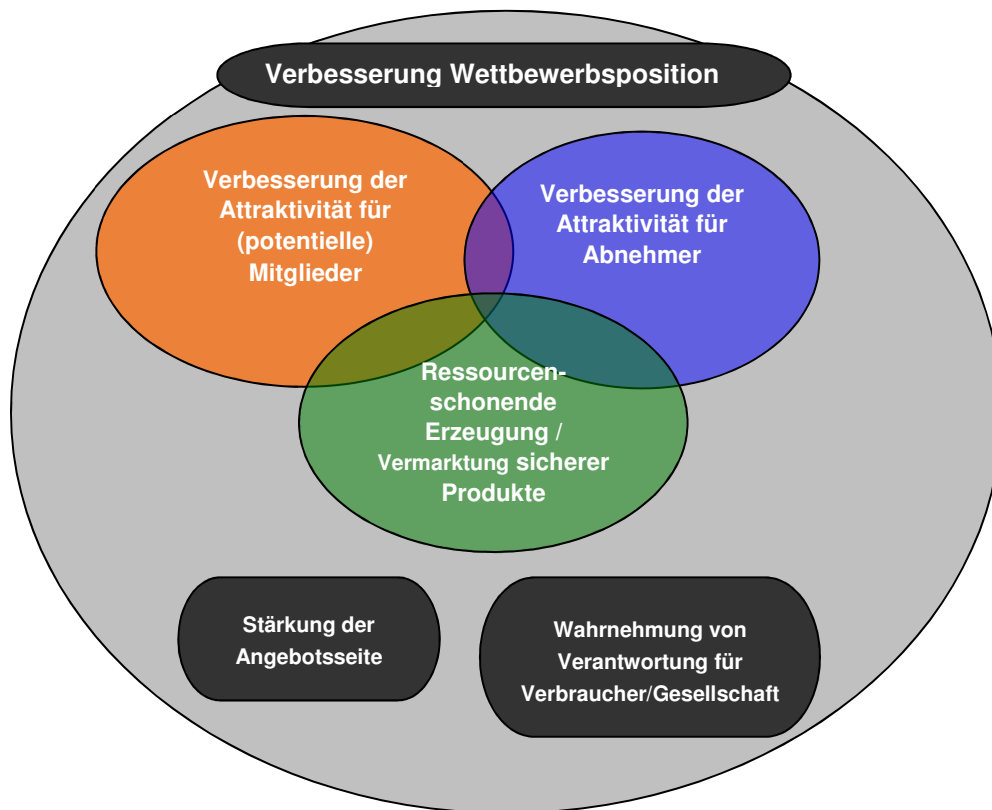 Verbesserung Wettbewerbsposition
Verbesserung der
Attraktivität für
(potentielle)
Mitglieder
Verbesserung der
Attraktivität für
Abnehmer
Ressourcen-
schonende
Erzeugung /
Vermarktung sicherer
Produkte
Stärkung der
Angebotsseite
Wahrnehmung von
Verantwortung für
Verbraucher/Gesellschaft